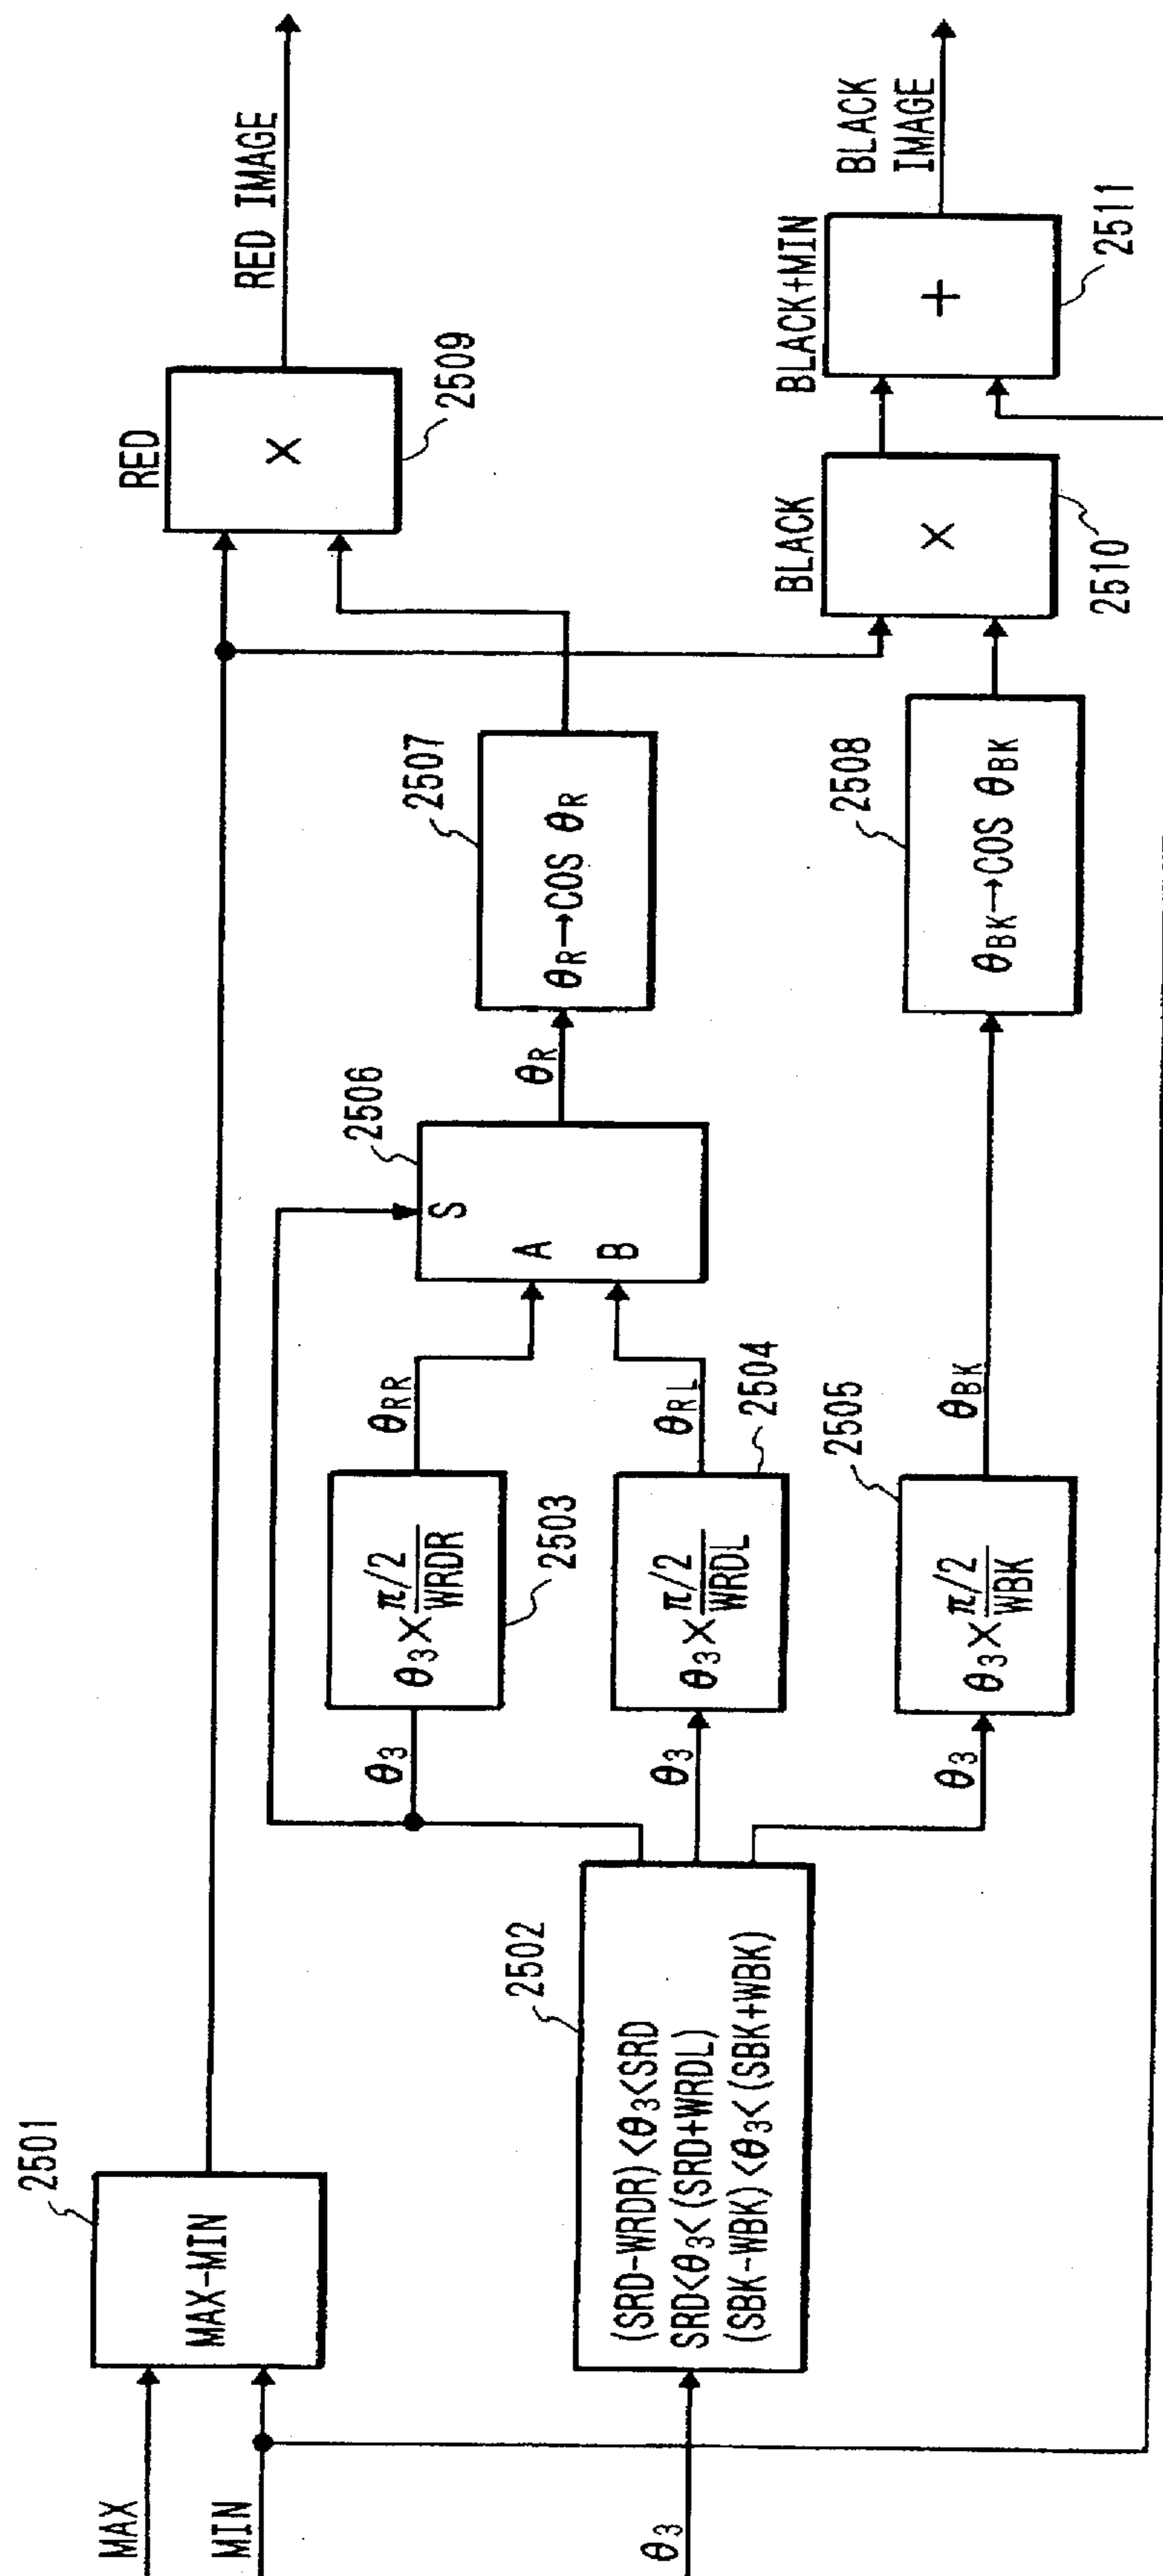 MAX
MIN
θ3
2501
MAX-MIN
2502
(SRD-WRDR)<θ3<SRD
SRD<θ3<(SRD+WRDL)
(SBK-WBK)<θ3<(SBK+WBK)
θ3
θ3
θ3
θ3×π/2
WRDR
2503
θ3×π/2
WRDL
2504
θ3×π/2
WBK
2505
θRR
θRL
θBK
2506
S
A
B
θR
2507
θR→COS θR
2508
θBK→COS θBK
RED
×
2509
RED IMAGE
BLACK
×
2510
BLACK+MIN
+
2511
BLACK
IMAGE